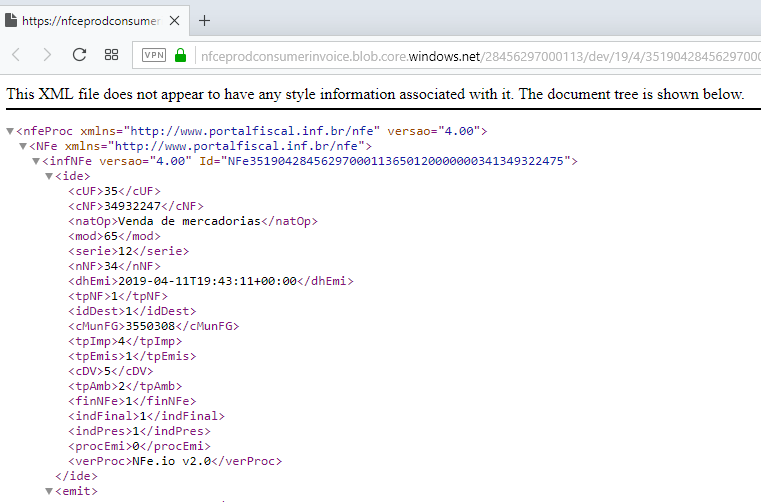 https://nfceprodconsumer
VPN nfceprodconsumerinvoice.blob.core.windows.net/28456297000113/dev/19/4/35190428456297000
This XML file does not appear to have any style information associated with it. The document tree is shown below.
▼<nfeProc xmlns="http://www.portalfiscal.inf.br/nfe" versao="4.00">
▼<NFe xmlns="http://www.portalfiscal.inf.br/nfe">
▼<infNFe versao="4.00" Id="NFe35190428456297000113650120000000341349322475">
▼<ide>
<cUF>35</cUF>
<cNF>34932247</cNF>
<natOp>Venda de mercadorias</natOp>
<mod>65</mod>
<serie>12</serie>
<nNF>34</nNF>
<dhEmi>2019-04-11T19:43:11+00:00</dhEmi>
<tpNF>1</tpNF>
<idDest>1</idDest>
<cMunFG>3550308</cMunFG>
<tpImp>4</tpImp>
<tpEmis>1</tpEmis>
<cDV>5</cDV>
<tpAmb>2</tpAmb>
<finNFe>1</finNFe>
<indFinal>1</indFinal>
<indPres>1</indPres>
<procEmi>0</procEmi>
<verProc>NFe.io v2.0</verProc>
</ide>
▼<emit>